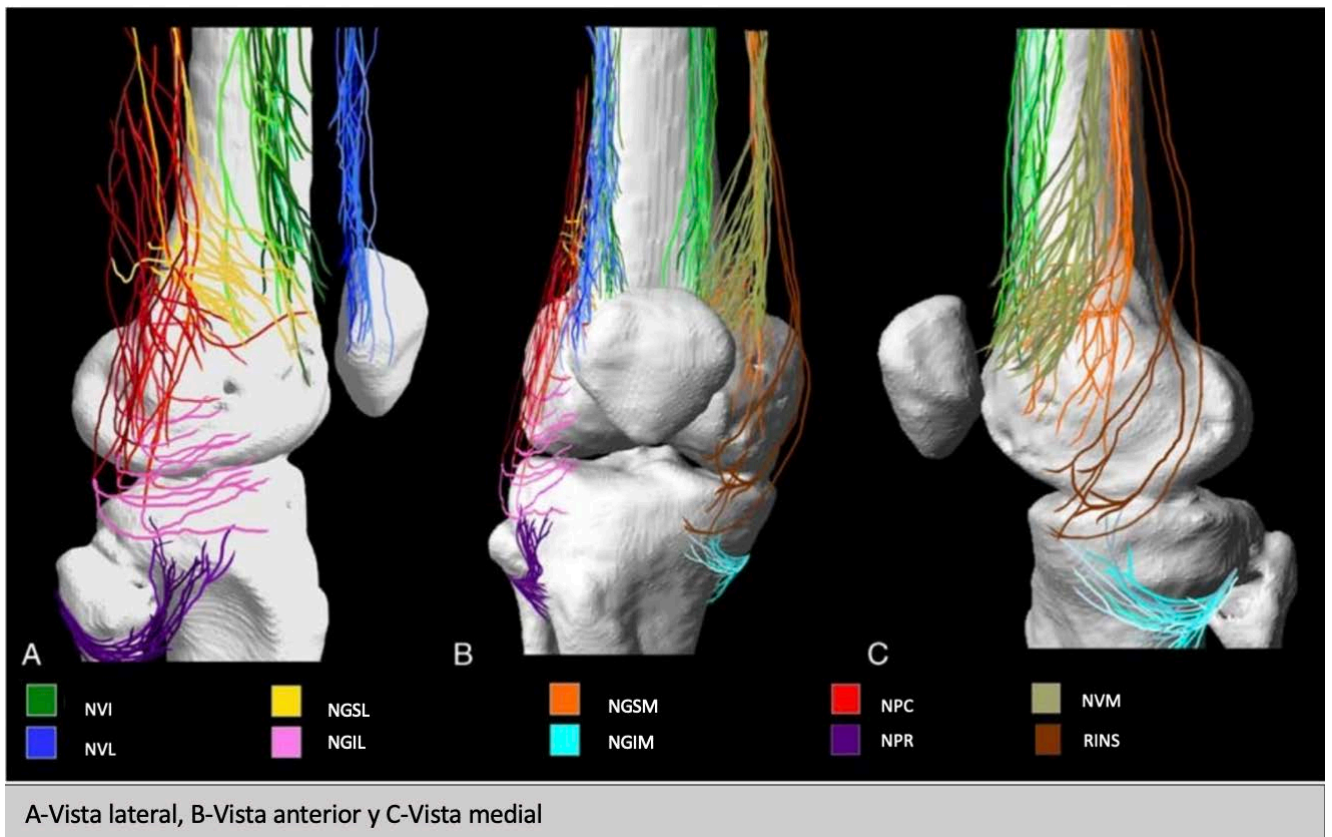 A B C
NVI NGSL NGSM NPC NVM
NVL NGIL NGIM NPR RINS
A-Vista lateral, B-Vista anterior y C-Vista medial